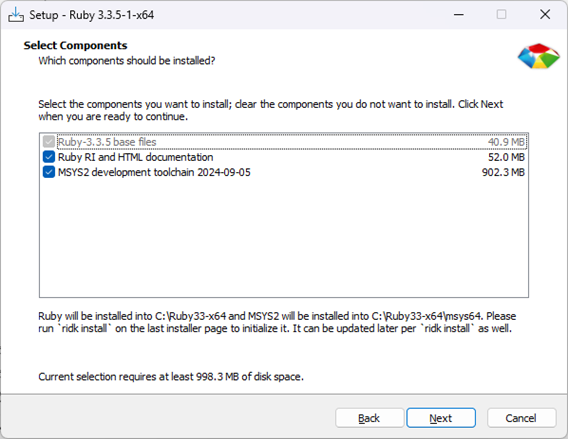 Setup - Ruby 3.3.5-1-x64
Select Components
Which components should be installed?
Select the components you want to install; clear the components you do not want to install. Click Next
when you are ready to continue.
Ruby-3.3.5 base files 40.9 MB
Ruby RI and HTML documentation 52.0 MB
MSYS2 development toolchain 2024-09-05 902.3 MB
Ruby will be installed into C:\Ruby33-x64 and MSYS2 will be installed into C:\Ruby33-x64\msys64. Please
run `ridk install` on the last installer page to initialize it. It can be updated later per `ridk install` as well.
Current selection requires at least 998.3 MB of disk space.
Back Next Cancel